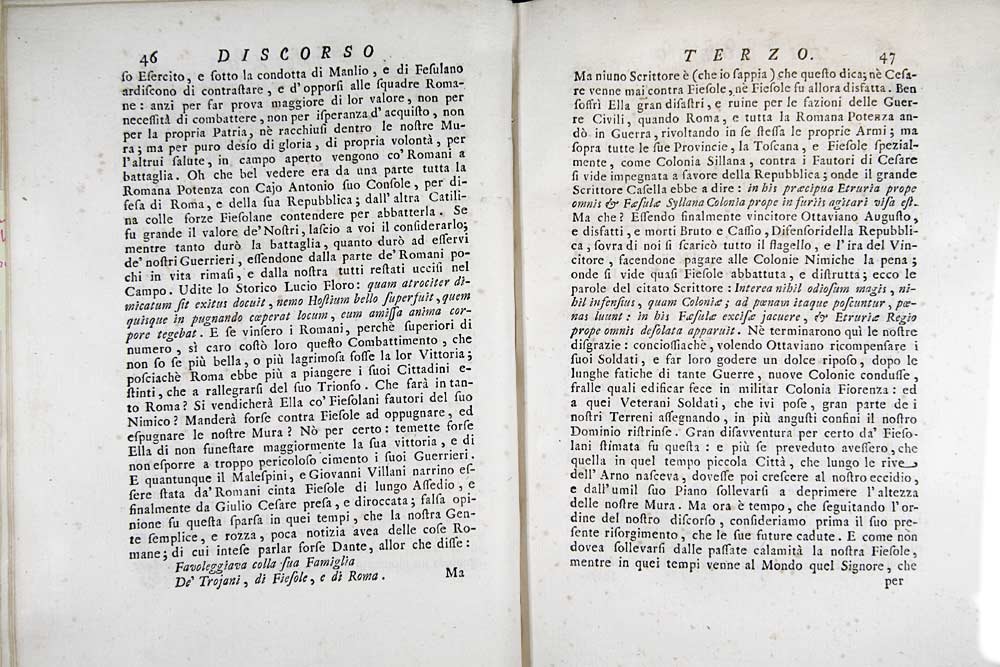 46 DISCORSO
ſo Eſercito, e ſotto la condotta di Manlio, e di Feſulano
ardiſcono di contraſtare, e d'opporſi alle ſquadre Roma-
ne: anzi per far prova maggiore di lor valore, non per
neceſſità di combattere, non per iſperanza d'acquiſto, non
per la propria Patria, nè racchiuſi dentro le noſtre Mu-
ra; ma per puro desìo di gloria, di propria volontà, per
l'altrui ſalute, in campo aperto vengono co' Romani a
battaglia. Oh che bel vedere era da una parte tutta la
Romana Potenza con Cajo Antonio ſuo Conſole, per di-
feſa di Roma, e della ſua Repubblica; dall'altra Catili-
na colle forze Fieſolane contendere per abbatterla. Se
fu grande il valore de' Noſtri, laſcio a voi il conſiderarlo;
mentre tanto durò la battaglia, quanto durò ad eſſervi
de' noſtri Guerrieri, eſſendone dalla parte de' Romani po-
chi in vita rimaſi, e dalla noſtra tutti reſtati ucciſi nel
Campo. Udite lo Storico Lucio Floro: quam atrociter di-
micatum ſit exitus docuit, nemo Hoſtium bello ſuperfuit, quem
quiſque in pugnando cœperat locum, eum amiſſa anima cor-
pore tegebat. E ſe vinſero i Romani, perchè ſuperiori di
numero, sì caro coſtò loro queſto Combattimento, che
non ſo ſe più bella, o più lagrimoſa foſſe la lor Vittoria;
poſciachè Roma ebbe più a piangere i ſuoi Cittadini e-
ſtinti, che a rallegrarſi del ſuo Trionfo. Che farà in tan-
to Roma? Si vendicherà Ella co' Fieſolani fautori del ſuo
Nimico? Manderà forſe contra Fieſole ad oppugnare, ed
eſpugnare le noſtre Mura? Nò per certo: temette forſe
Ella di non funeſtare maggiormente la ſua vittoria, e di
non eſporre a troppo pericoloſo cimento i ſuoi Guerrieri.
E quantunque il Maleſpini, e Giovanni Villani narrino eſ-
ſere ſtata da' Romani cinta Fieſole di lungo Aſſedio, e
finalmente da Giulio Ceſare preſa, e diroccata; falſa opi-
nione fu queſta ſparſa in quei tempi, che la noſtra Gen-
te ſemplice, e rozza, poca notizia avea delle coſe Ro-
mane; di cui inteſe parlar forſe Dante, allor che diſſe:
Favoleggiava colla ſua Famiglia
De' Trojani, di Fieſole, e di Roma.
Ma
TERZO. 47
Ma niuno Scrittore è (che io ſappia) che queſto dica; nè Ceſa-
re venne mai contro Fieſole, nè Fieſole fu allora disfatta. Ben
ſoffrì Ella gran diſaſtri, e ruine per le fazioni delle Guer-
re Civili, quando Roma, e tutta la Romana Potenza an-
dò in Guerra, rivoltando in ſe ſteſſa le proprie Armi; ma
ſopra tutte le ſue Provincie, la Toſcana, e Fieſole ſpezial-
mente, come Colonia Sillana, contra i Fautori di Ceſare
ſi vide impegnata a favore della Repubblica; onde il grande
Scrittore Caſella ebbe a dire: in his præcipua Etruria prope
omnis & Fæſulæ Syllana Colonia prope in furiis agitari viſa eſt.
Ma che? Eſſendo finalmente vincitore Ottaviano Auguſto,
e disfatti, e morti Bruto e Caſſio, Difenſori della Repubbli-
ca, ſovra di noi ſi ſcaricò tutto il flagello, e l'ira del Vin-
citore, facendone pagare alle Colonie Nimiche la pena;
onde ſi vide quaſi Fieſole abbattuta, e diſtrutta; ecco le
parole del citato Scrittore: Interea nihil odioſum magis, ni-
hil infenſius, quam Coloniæ; ad pœnam itaque poſcuntur, pœ-
nas luunt: in his Fæſulæ exciſæ jacuere, & Etruriæ Regio
prope omnis deſolata apparuit. Nè terminarono quì le noſtre
diſgrazie: concioſſiachè, volendo Ottaviano ricompenſare i
ſuoi Soldati, e far loro godere un dolce ripoſo, dopo le
lunghe fatiche di tante Guerre, nuove Colonie conduſſe,
fralle quali edificar fece in militar Colonia Fiorenza: ed
a quei Veterani Soldati, che ivi poſe, gran parte dei
noſtri Terreni aſſegnando, in più anguſti confini il noſtro
Dominio riſtrinſe. Gran diſavventura per certo da' Fieſo-
lani ſtimata fu queſta: e più ſe preveduto aveſſero, che
quella in quel tempo piccola Città, che lungo le rive
dell'Arno naſceva, doveſſe poi creſcere al noſtro eccidio,
e dall'umil ſuo Piano ſollevarſi a deprimere l'altezza
delle noſtre Mura. Ma ora è tempo, che ſeguitando l'or-
dine del noſtro diſcorſo, conſideriamo prima il ſuo pre-
ſente riſorgimento, che le ſue future cadute. E come non
dovea ſollevarſi dalle paſſate calamità la noſtra Fieſole,
mentre in quei tempi venne al Mondo quel Signore, che
per